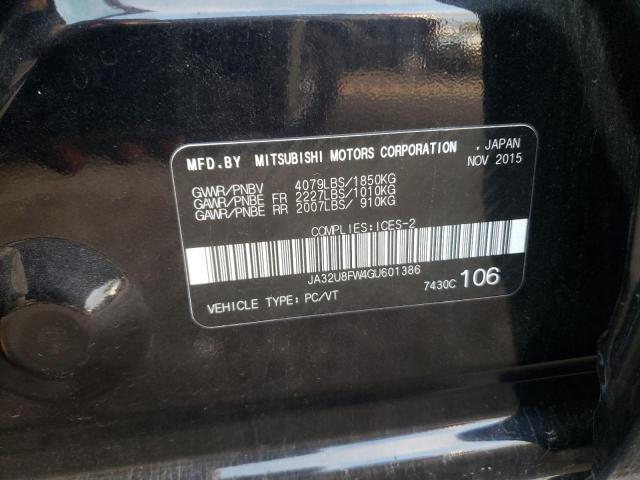 MFD.BY MITSUBISHI MOTORS CORPORATION , JAPAN
NOV 2015
GVWR/PNBV 4079LBS/1850KG
GAWR/PNBE FR 2227LBS/1010KG
GAWR/PNBE RR 2007LBS/ 910KG
COMPLIES:ICES-2
JA32U8FW4GU601386
VEHICLE TYPE: PC/VT 7430C 106